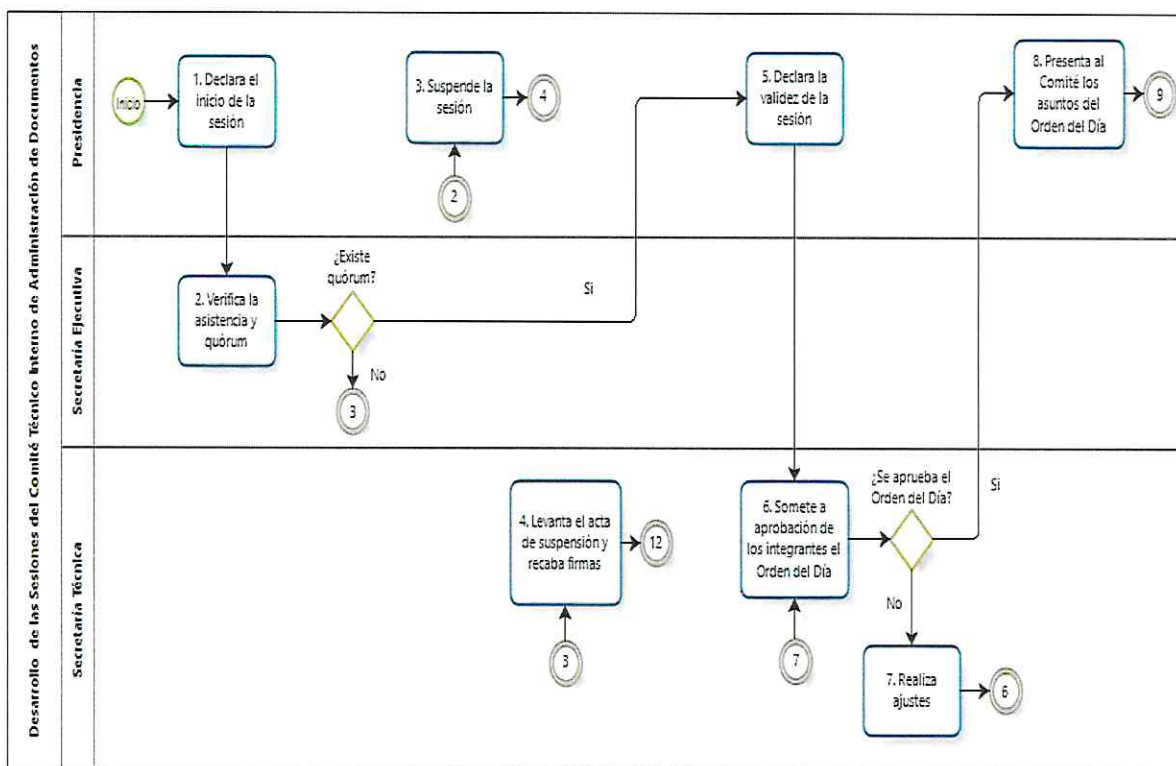 Desarrollo de las Sesiones del Comité Técnico Interno de Administración de Documentos
Presidencia
Inicio
1. Declara el
inicio de la
sesión
3. Suspende la
sesión
4
2
5. Declara la
validez de la
sesión
8. Presenta al
Comité los
asuntos del
Orden del Día
9
Secretaria Ejecutiva
2. Verifica la
asistencia y
quórum
¿Existe
quórum?
Si
No
3
Secretaria Técnica
4. Levanta el acta
de suspensión y
recaba firmas
12
3
6. Somete a
aprobación de
los integrantes el
Orden del Día
7
¿Se aprueba el
Orden del Día?
Si
No
7. Realiza
ajustes
6